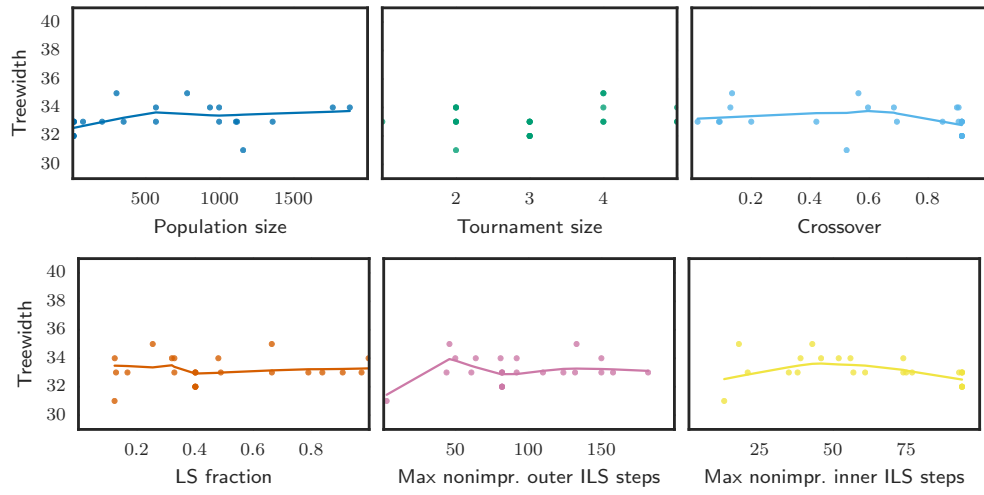 Treewidth
40
38
36
34
32
30
500 1000 1500
Population size
2 3 4
Tournament size
0.2 0.4 0.6 0.8
Crossover
Treewidth
40
38
36
34
32
30
0.2 0.4 0.6 0.8
LS fraction
50 100 150
Max nonimpr. outer ILS steps
25 50 75
Max nonimpr. inner ILS steps